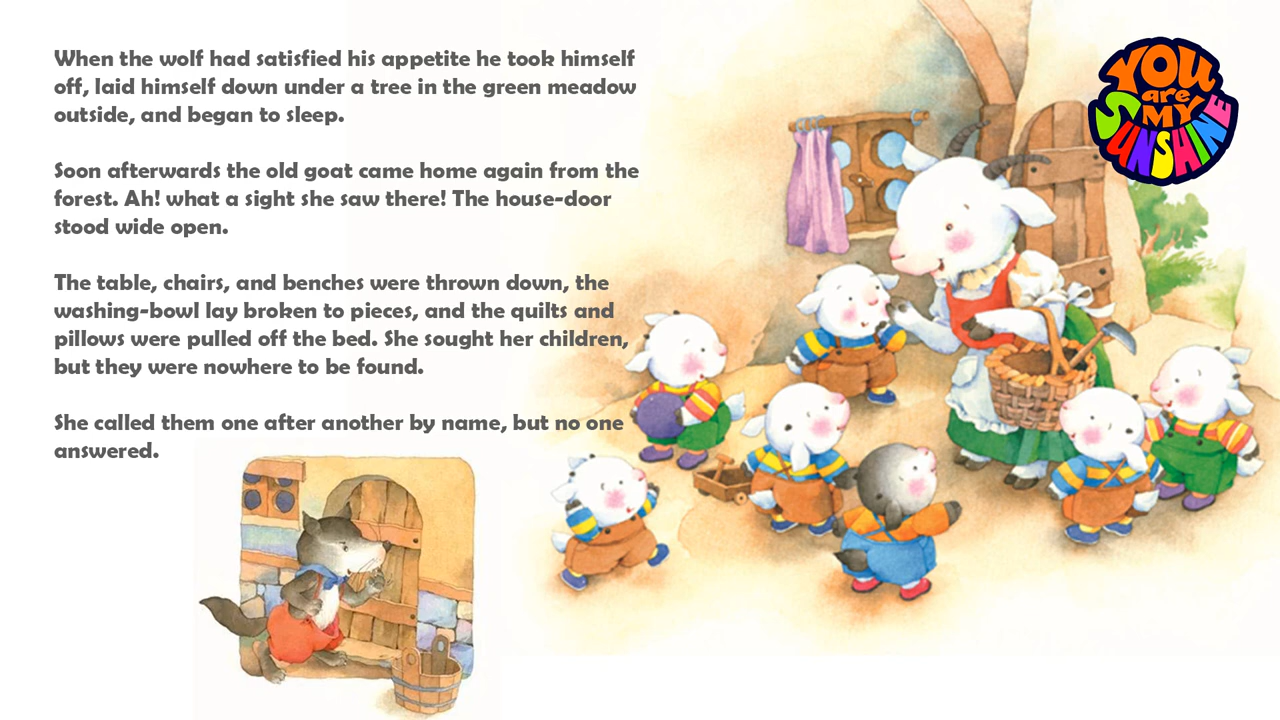 When the wolf had satisfied his appetite he took himself
off, laid himself down under a tree in the green meadow
outside, and began to sleep.
Soon afterwards the old goat came home again from the
forest. Ah! what a sight she saw there! The house-door
stood wide open.
The table, chairs, and benches were thrown down, the
washing-bowl lay broken to pieces, and the quilts and
pillows were pulled off the bed. She sought her children,
but they were nowhere to be found.
She called them one after another by name, but no one
answered.
YOU
are
MY
SUNSHINE